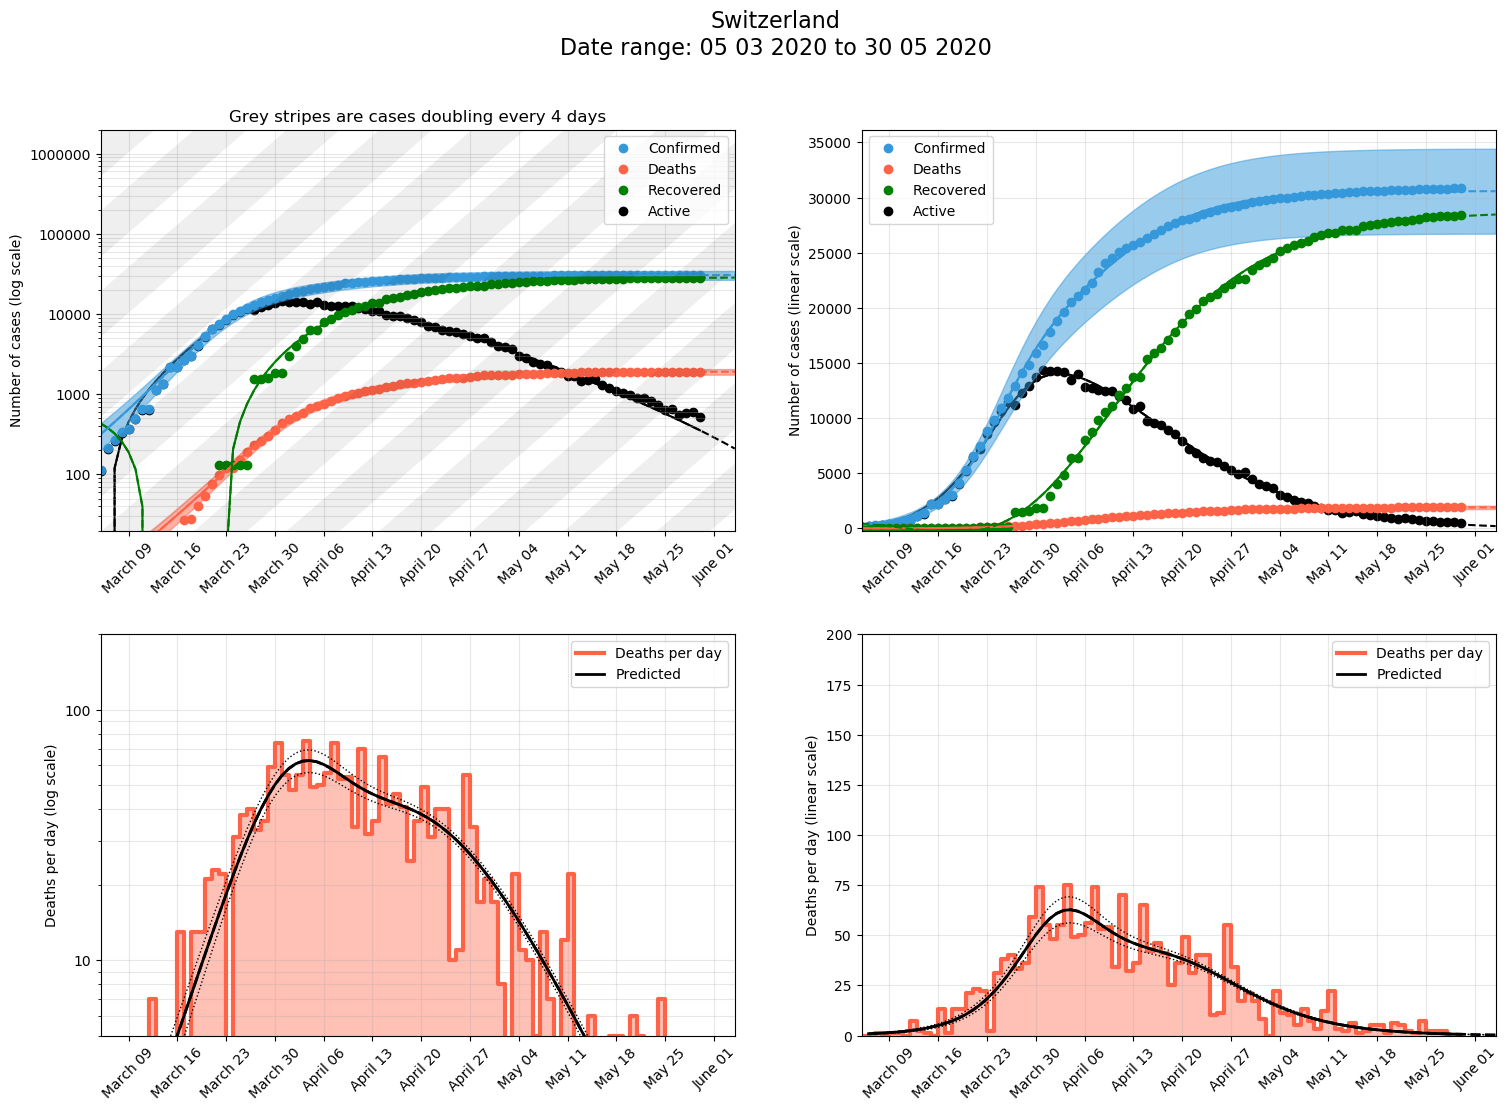 Switzerland
Date range: 05 03 2020 to 30 05 2020
Grey stripes are cases doubling every 4 days
Number of cases (log scale)
1000000
100000
10000
1000
100
Confirmed
Deaths
Recovered
Active
March 09
March 16
March 23
March 30
April 06
April 13
April 20
April 27
May 04
May 11
May 18
May 25
June 01
Number of cases (linear scale)
35000
30000
25000
20000
15000
10000
5000
0
Confirmed
Deaths
Recovered
Active
March 09
March 16
March 23
March 30
April 06
April 13
April 20
April 27
May 04
May 11
May 18
May 25
June 01
Deaths per day (log scale)
100
10
Deaths per day
Predicted
March 09
March 16
March 23
March 30
April 06
April 13
April 20
April 27
May 04
May 11
May 18
May 25
June 01
Deaths per day (linear scale)
200
175
150
125
100
75
50
25
0
Deaths per day
Predicted
March 09
March 16
March 23
March 30
April 06
April 13
April 20
April 27
May 04
May 11
May 18
May 25
June 01